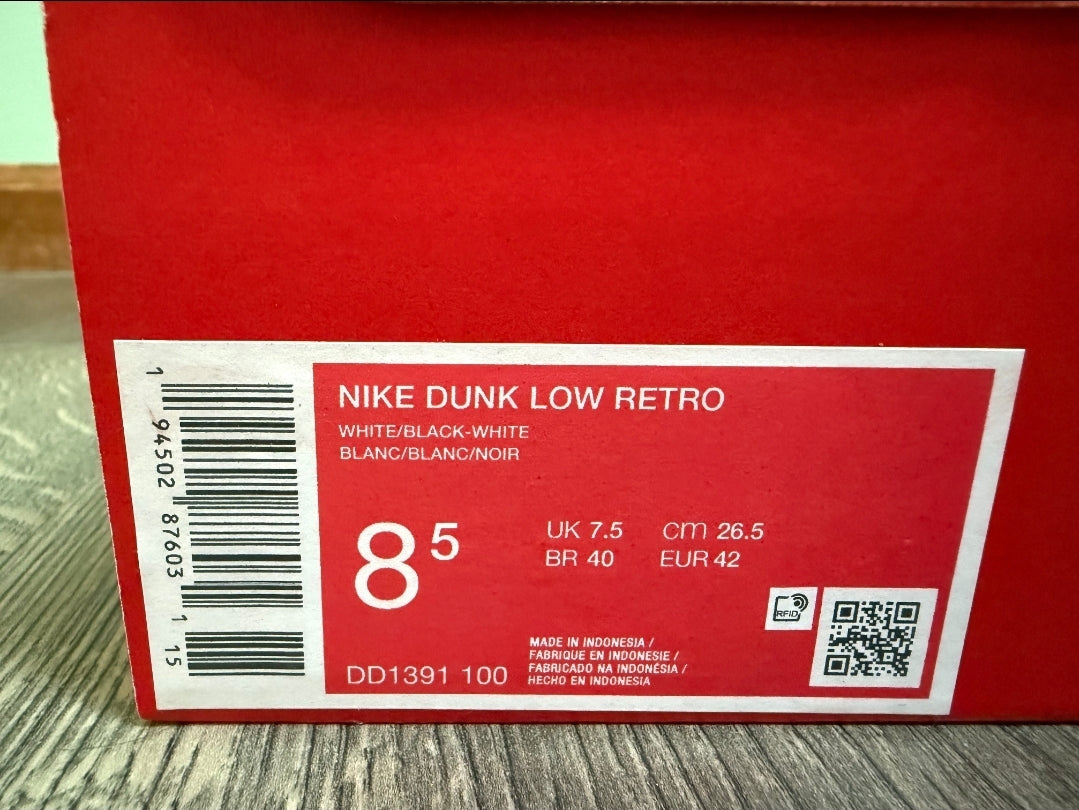 NIKE DUNK LOW RETRO
WHITE/BLACK-WHITE
BLANC/BLANC/NOIR
8 5
UK 7.5 cm 26.5
BR 40 EUR 42
RFID
MADE IN INDONESIA /
FABRIQUE EN INDONESIE /
FABRICADO NA INDONÉSIA /
HECHO EN INDONESIA
DD1391 100
1 94502 87603 1 15